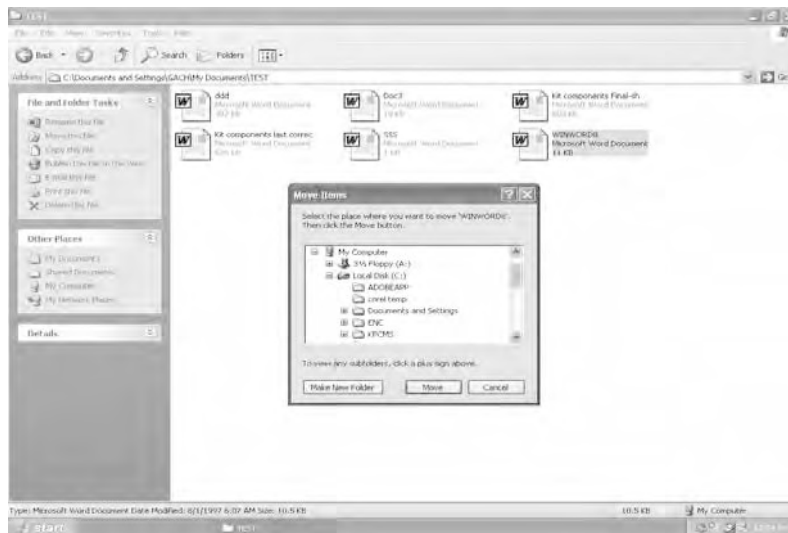 TEST
File Edit View Favorites Tools Help
Back Search Folders
Address C:\Documents and Settings\GACH\My Documents\TEST Go
File and Folder Tasks
Rename this file
Move this file
Copy this file
Publish this file to the Web
E-mail this file
Print this file
Delete this file
Other Places
My Documents
Shared Documents
My Computer
My Network Places
Details
ddd
Microsoft Word Document
Doc3
Microsoft Word Document
19 KB
Kit components Final-sh
Microsoft Word Document
Kit components last correc
Microsoft Word Document
Microsoft Word Document
WINWORD8
Microsoft Word Document
11 KB
Move Items
Select the place where you want to move 'WINWORD8'.
Then click the Move button.
My Computer
3½ Floppy (A:)
Local Disk (C:)
ADOBEAPP
corel temp
Documents and Settings
ENC
KPCMS
To view any subfolders, click a plus sign above.
Make New Folder Move Cancel
Type: Microsoft Word Document Date Modified: 6/1/1997 6:07 AM Size: 10.5 KB 10.5 KB My Computer
start TEST